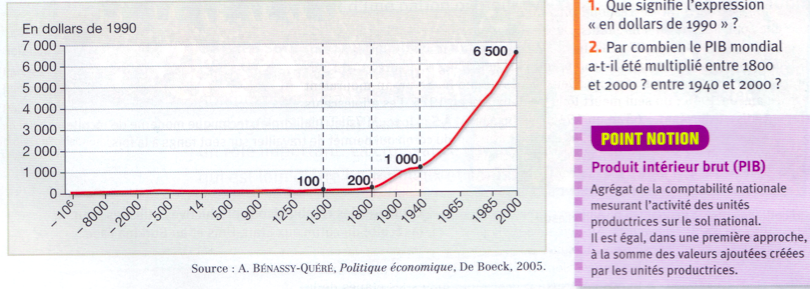 En dollars de 1990
7 000
6 000
5 000
4 000
3 000
2 000
1 000
0
100
200
1 000
6 500
– 10⁶
– 8000
– 2000
– 500
14
500
900
1250
1500
1800
1900
1940
1965
1985
2000
Source : A. BÉNASSY-QUÉRÉ, Politique économique, De Boeck, 2005.
1. Que signifie l'expression
« en dollars de 1990 » ?
2. Par combien le PIB mondial
a-t-il été multiplié entre 1800
et 2000 ? entre 1940 et 2000 ?
POINT NOTION
Produit intérieur brut (PIB)
Agrégat de la comptabilité nationale
mesurant l'activité des unités
productrices sur le sol national.
Il est égal, dans une première approche,
à la somme des valeurs ajoutées créées
par les unités productrices.